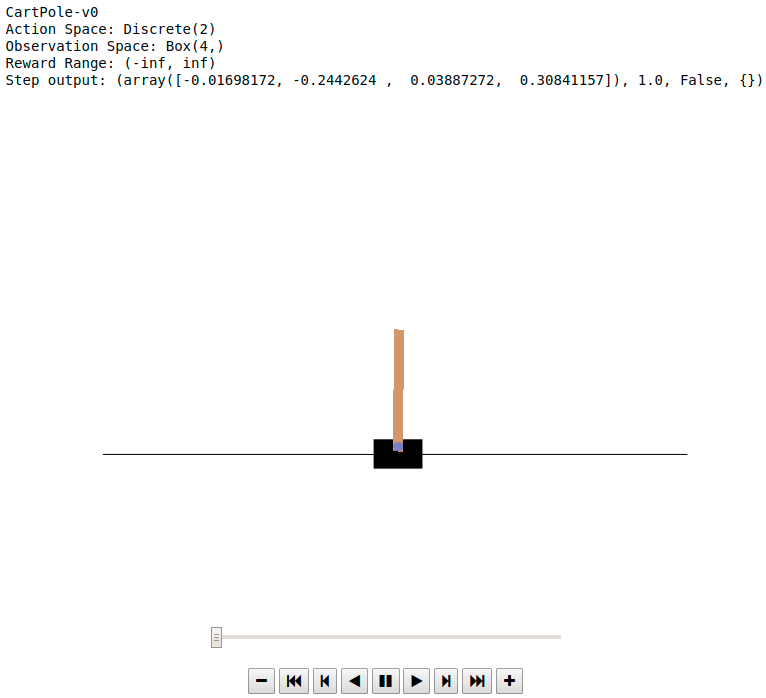 CartPole-v0
Action Space: Discrete(2)
Observation Space: Box(4,)
Reward Range: (-inf, inf)
Step output: (array([-0.01698172, -0.2442624 ,  0.03887272,  0.30841157]), 1.0, False, {})